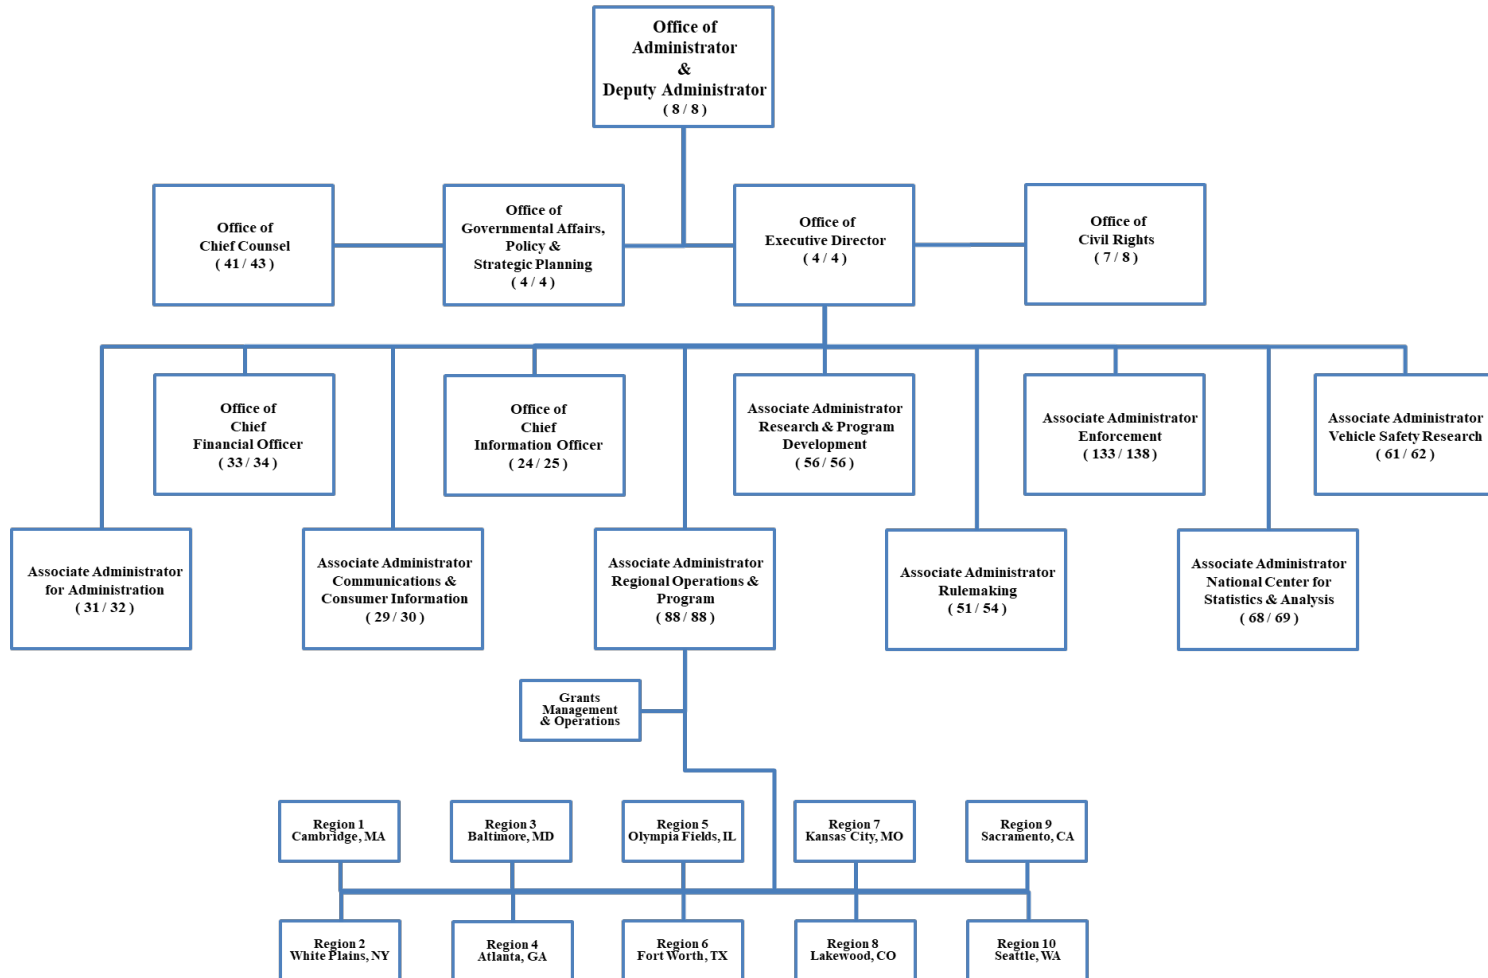 Office of
Administrator
&
Deputy Administrator
( 8 / 8 )
Office of
Chief Counsel
( 41 / 43 )
Office of
Governmental Affairs,
Policy &
Strategic Planning
( 4 / 4 )
Office of
Executive Director
( 4 / 4 )
Office of
Civil Rights
( 7 / 8 )
Office of
Chief
Financial Officer
( 33 / 34 )
Office of
Chief
Information Officer
( 24 / 25 )
Associate Administrator
Research & Program
Development
( 56 / 56 )
Associate Administrator
Enforcement
( 133 / 138 )
Associate Administrator
Vehicle Safety Research
( 61 / 62 )
Associate Administrator
for Administration
( 31 / 32 )
Associate Administrator
Communications &
Consumer Information
( 29 / 30 )
Associate Administrator
Regional Operations &
Program
( 88 / 88 )
Associate Administrator
Rulemaking
( 51 / 54 )
Associate Administrator
National Center for
Statistics & Analysis
( 68 / 69 )
Grants
Management
& Operations
Region 1
Cambridge, MA
Region 3
Baltimore, MD
Region 5
Olympia Fields, IL
Region 7
Kansas City, MO
Region 9
Sacramento, CA
Region 2
White Plains, NY
Region 4
Atlanta, GA
Region 6
Fort Worth, TX
Region 8
Lakewood, CO
Region 10
Seattle, WA